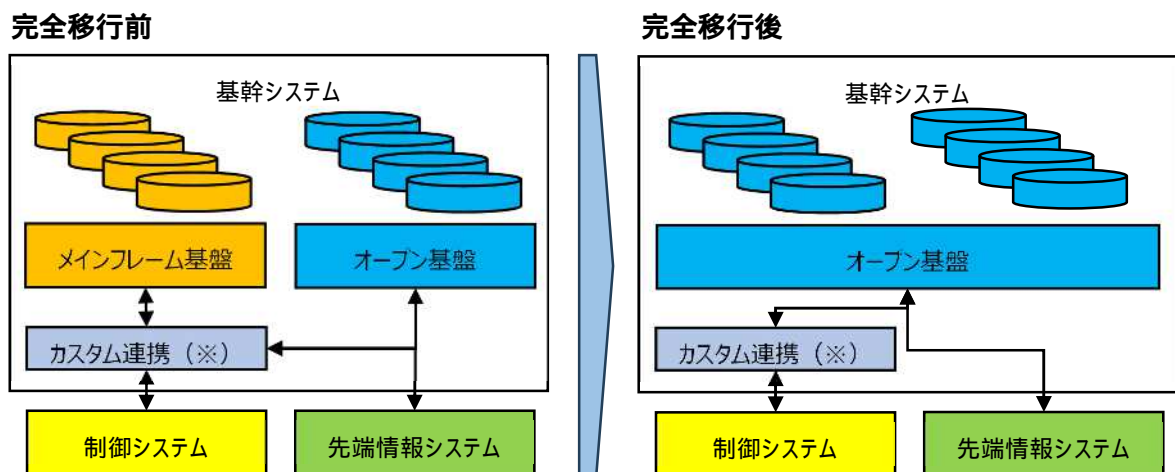 完全移行前
基幹システム
メインフレーム基盤
オープン基盤
カスタム連携（※）
制御システム
先端情報システム
完全移行後
基幹システム
オープン基盤
カスタム連携（※）
制御システム
先端情報システム